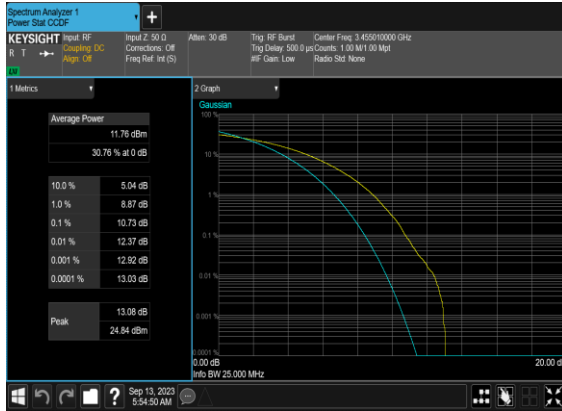 Spectrum Analyzer 1
Power Stat CCDF
+
KEYSIGHT
R T
LU
Input: RF
Coupling: DC
Align: Off
Input Z: 50 Ω
Corrections: Off
Freq Ref: Int (S)
Atten: 30 dB
Trig: RF Burst
Trig Delay: 500.0 µs
#IF Gain: Low
Center Freq: 3.455010000 GHz
Counts: 1.00 M/1.00 Mpt
Radio Std: None
1 Metrics
Average Power
11.76 dBm
30.76 % at 0 dB
10.0 % 5.04 dB
1.0 % 8.87 dB
0.1 % 10.73 dB
0.01 % 12.37 dB
0.001 % 12.92 dB
0.0001 % 13.03 dB
Peak
13.08 dB
24.84 dBm
2 Graph
Gaussian
100 %
10 %
1 %
0.1 %
0.01 %
0.001 %
0.0001 %
0.00 dB
20.00 d
Info BW 25.000 MHz
?
Sep 13, 2023
5:54:50 AM